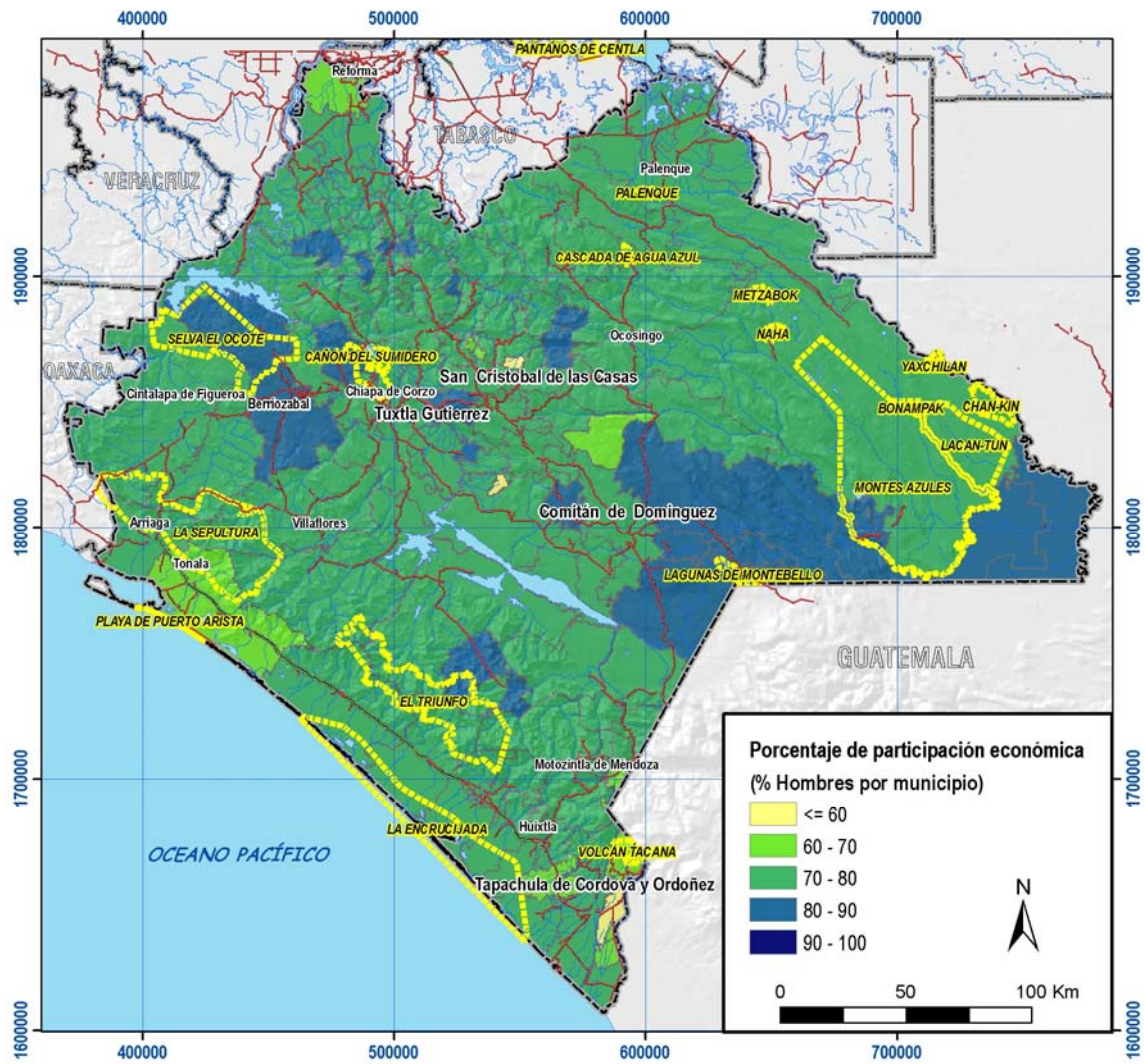 400000
500000
600000
700000
PANTANOS DE CENTLA
Reforma
TABASCO
VERACRUZ
Palenque
PALENQUE
CASCADA DE AGUA AZUL
1900000
1900000
METZABOK
Ocosingo
NAHA
SELVA EL OCOTE
CAÑON DEL SUMIDERO
YAXCHILAN
OAXACA
San Cristobal de las Casas
Cintalapa de Figueroa
Chiapa de Corzo
Berriozabal
Tuxtla Gutierrez
BONAMPAK
CHAN-KIN
LACAN-TUN
MONTES AZULES
Comitán de Dominguez
1800000
1800000
Arriaga
LA SEPULTURA
Villaflores
Tonala
LAGUNAS DE MONTEBELLO
PLAYA DE PUERTO ARISTA
GUATEMALA
EL TRIUNFO
Motozintla de Mendoza
1700000
1700000
LA ENCRUCIJADA
Huixtla
OCEANO PACÍFICO
VOLCAN TACANA
Tapachula de Cordova y Ordoñez
Porcentaje de participación económica
(% Hombres por municipio)
<= 60
60 - 70
70 - 80
80 - 90
90 - 100
N
0 50 100 Km
1600000
1600000
400000
500000
600000
700000